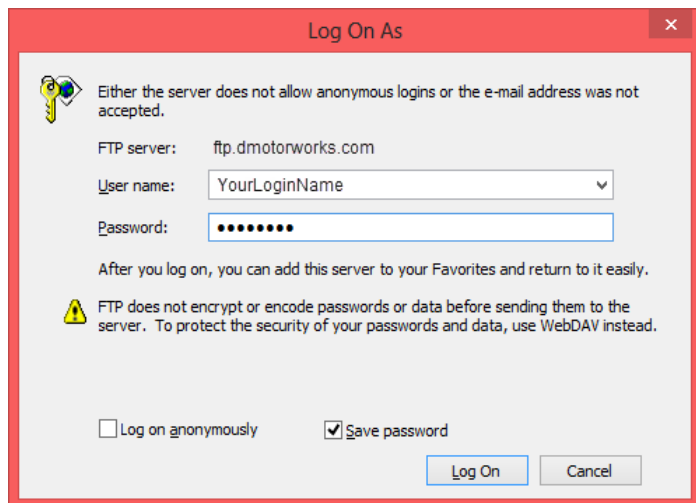 Log On As
Either the server does not allow anonymous logins or the e-mail address was not
accepted.
FTP server: ftp.dmotorworks.com
User name: YourLoginName
Password: ••••••••
After you log on, you can add this server to your Favorites and return to it easily.
FTP does not encrypt or encode passwords or data before sending them to the
server. To protect the security of your passwords and data, use WebDAV instead.
Log on anonymously Save password
Log On Cancel